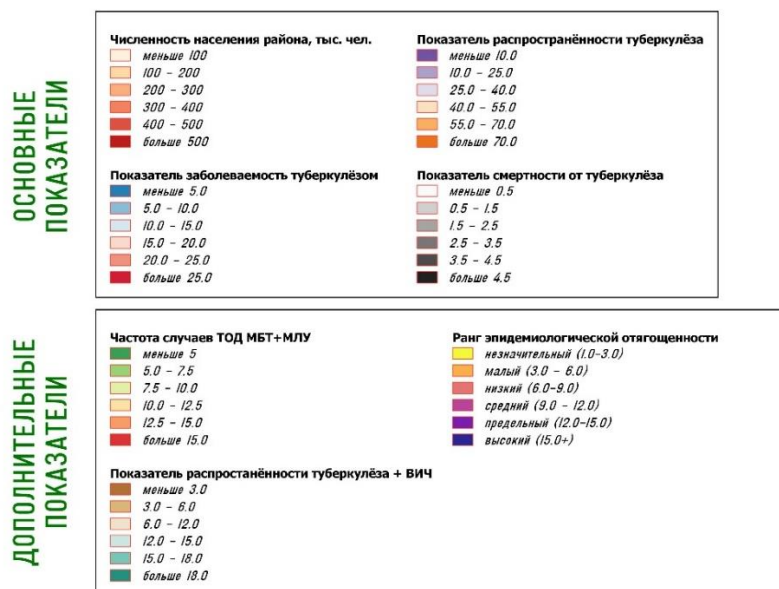 ОСНОВНЫЕ
ПОКАЗАТЕЛИ
Численность населения района, тыс. чел.
меньше 100
100 - 200
200 - 300
300 - 400
400 - 500
больше 500
Показатель распространённости туберкулёза
меньше 10.0
10.0 - 25.0
25.0 - 40.0
40.0 - 55.0
55.0 - 70.0
больше 70.0
Показатель заболеваемость туберкулёзом
меньше 5.0
5.0 - 10.0
10.0 - 15.0
15.0 - 20.0
20.0 - 25.0
больше 25.0
Показатель смертности от туберкулёза
меньше 0.5
0.5 - 1.5
1.5 - 2.5
2.5 - 3.5
3.5 - 4.5
больше 4.5
ДОПОЛНИТЕЛЬНЫЕ
ПОКАЗАТЕЛИ
Частота случаев ТОД МБТ+МЛУ
меньше 5
5.0 - 7.5
7.5 - 10.0
10.0 - 12.5
12.5 - 15.0
больше 15.0
Ранг эпидемиологической отягощенности
незначительный (1.0-3.0)
малый (3.0 - 6.0)
низкий (6.0-9.0)
средний (9.0 - 12.0)
предельный (12.0-15.0)
высокий (15.0+)
Показатель распростанённости туберкулёза + ВИЧ
меньше 3.0
3.0 - 6.0
6.0 - 12.0
12.0 - 15.0
15.0 - 18.0
больше 18.0